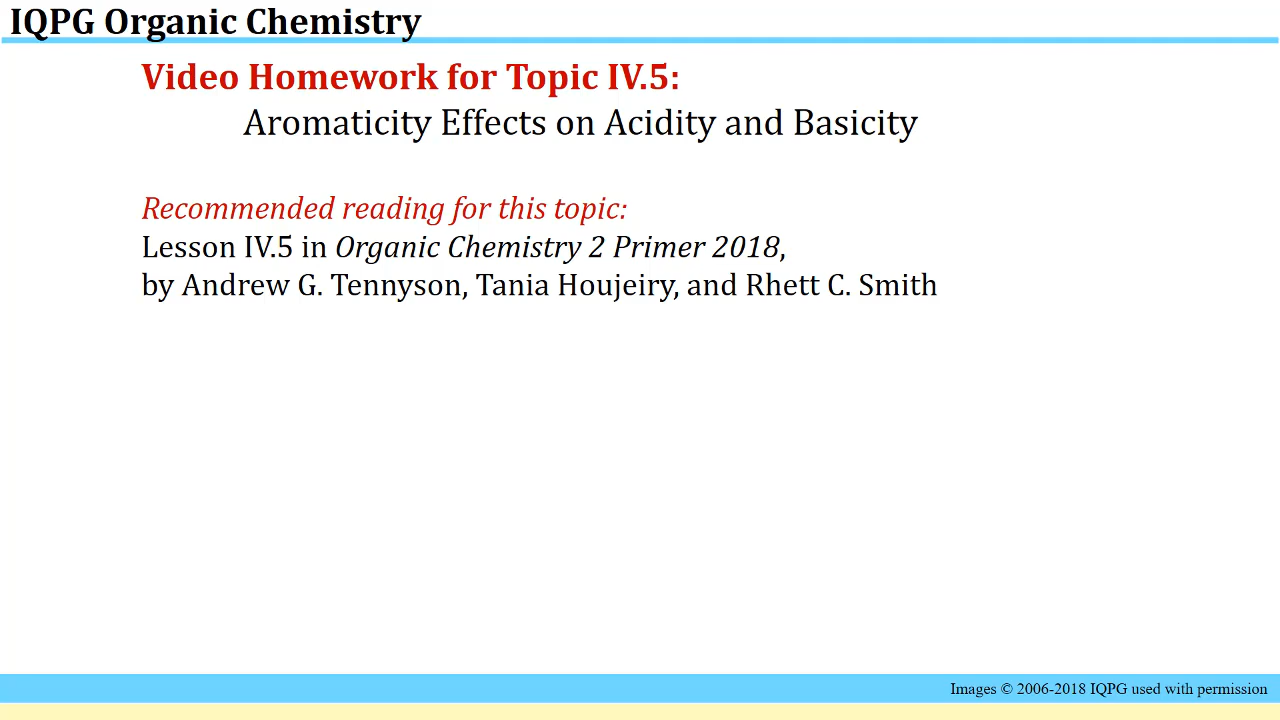 IQPG Organic Chemistry
Video Homework for Topic IV.5:
Aromaticity Effects on Acidity and Basicity
Recommended reading for this topic:
Lesson IV.5 in Organic Chemistry 2 Primer 2018,
by Andrew G. Tennyson, Tania Houjeiry, and Rhett C. Smith
Images © 2006-2018 IQPG used with permission